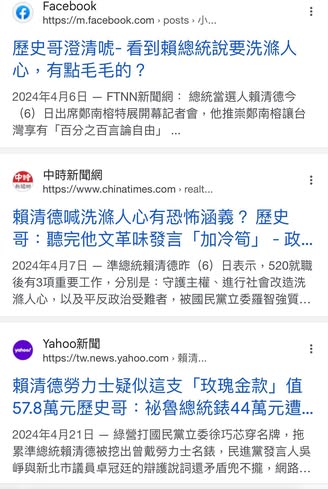 Facebook
https://m.facebook.com › posts › 小...
歷史哥澄清唬- 看到賴總統說要洗滌人
心，有點毛毛的？
2024年4月6日 — FTNN新聞網： 總統當選人賴清德今
（6）日出席鄭南榕特展開幕記者會，他推崇鄭南榕讓台
灣享有「百分之百言論自由」 ...
中時
新聞網
中時新聞網
https://www.chinatimes.com › realt...
賴清德喊洗滌人心有恐怖涵義？ 歷史
哥：聽完他文革味發言「加冷筍」 - 政...
2024年4月7日 — 準總統賴清德昨（6）日表示，520就職
後有3項重要工作，分別是：守護主權、進行社會改造洗
滌人心，以及平反政治受難者，被國民黨立委羅智強質...
yahoo!
Yahoo新聞
https://tw.news.yahoo.com › 賴清...
賴清德勞力士疑似這支「玫瑰金款」值
57.8萬元歷史哥：祕魯總統錶44萬元遭...
2024年4月21日 — 綠營打國民黨立委徐巧芯穿名牌，拖
累準總統賴清德被挖出曾戴勞力士名錶，民進黨發言人吳
崢與新北市議員卓冠廷的辯護說詞還矛盾兜不攏，網路...